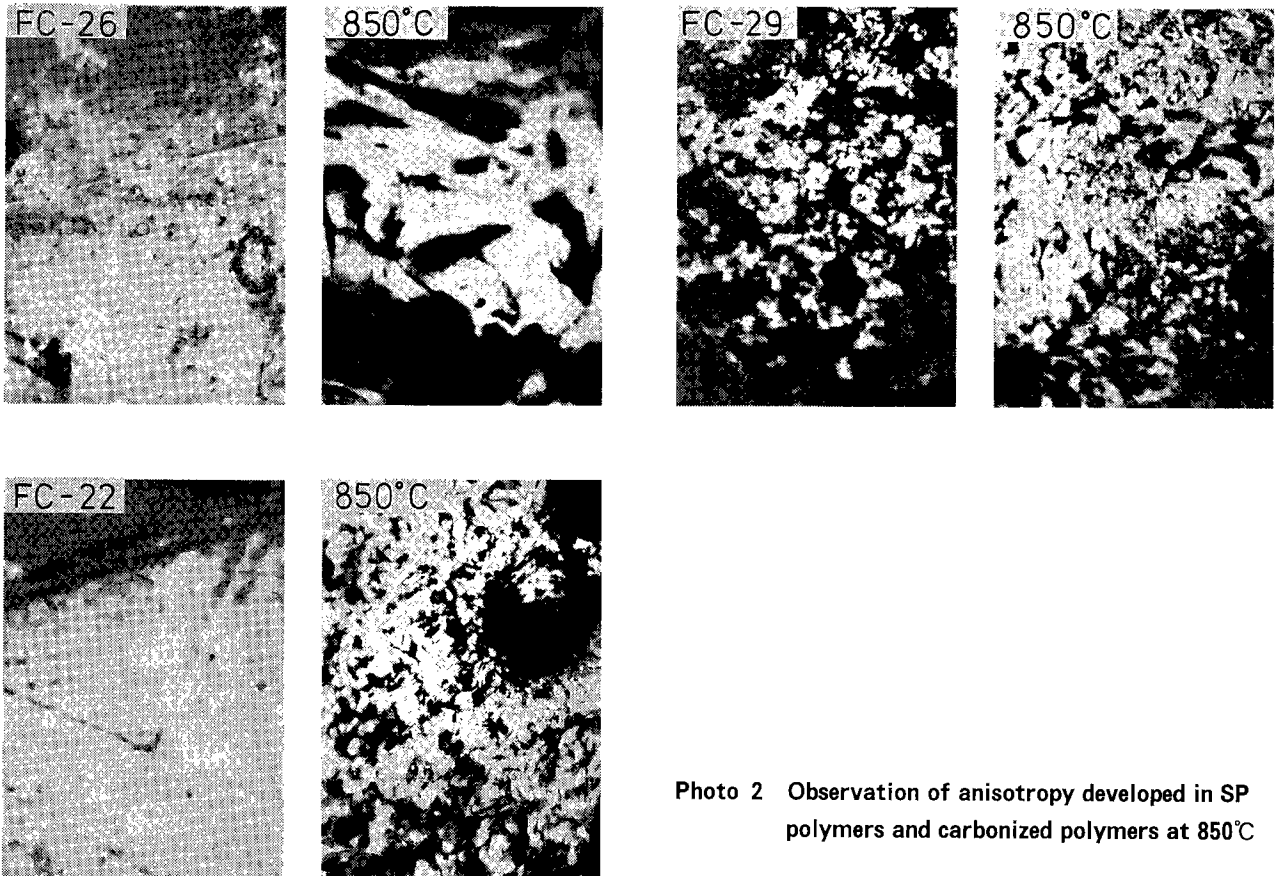 FC-26
850°C
FC-29
850°C
FC-22
850°C
Photo 2 Observation of anisotropy developed in SP
polymers and carbonized polymers at 850℃